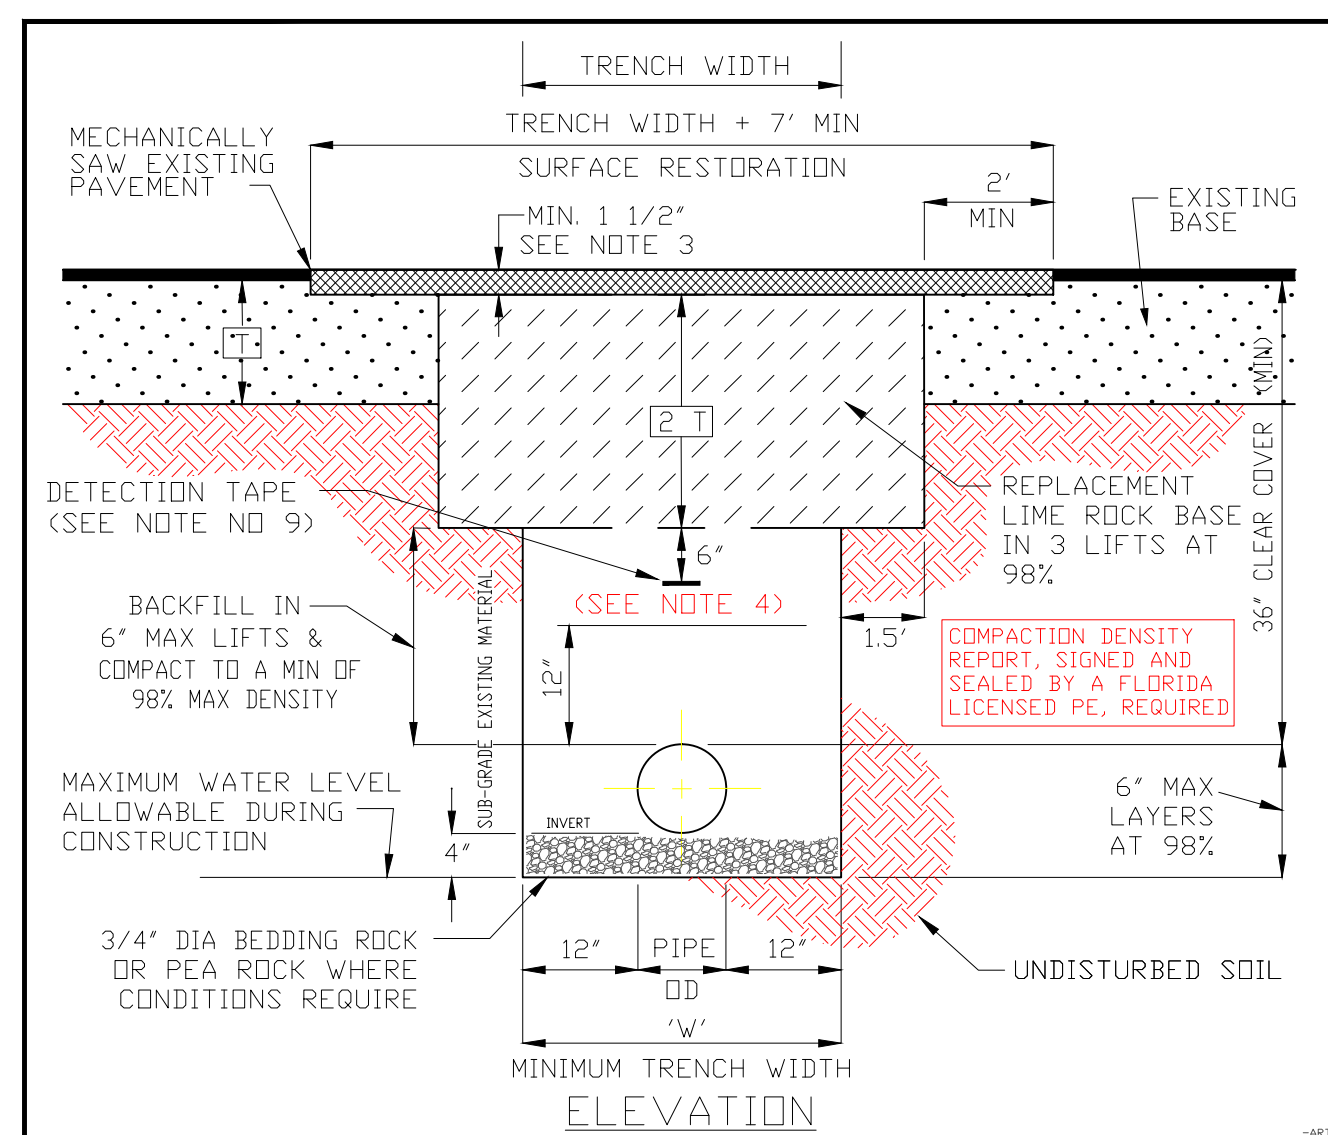 TRENCH WIDTH
TRENCH WIDTH + 7' MIN
SURFACE RESTORATION
MECHANICALLY
SAW EXISTING
PAVEMENT
MIN. 1 1/2"
SEE NOTE 3
2'
MIN
EXISTING
BASE
T
2 T
36" CLEAR COVER (MIN)
DETECTION TAPE
(SEE NOTE NO 9)
REPLACEMENT
LIME ROCK BASE
IN 3 LIFTS AT
98%
6"
(SEE NOTE 4)
SUB-GRADE EXISTING MATERIAL
BACKFILL IN
6" MAX LIFTS &
COMPACT TO A MIN OF
98% MAX DENSITY
12"
1.5'
COMPACTION DENSITY
REPORT, SIGNED AND
SEALED BY A FLORIDA
LICENSED PE, REQUIRED
MAXIMUM WATER LEVEL
ALLOWABLE DURING
CONSTRUCTION
INVERT
4"
6" MAX
LAYERS
AT 98%
3/4" DIA BEDDING ROCK
OR PEA ROCK WHERE
CONDITIONS REQUIRE
12"
PIPE
OD
12"
UNDISTURBED SOIL
'W'
MINIMUM TRENCH WIDTH
ELEVATION
-ART